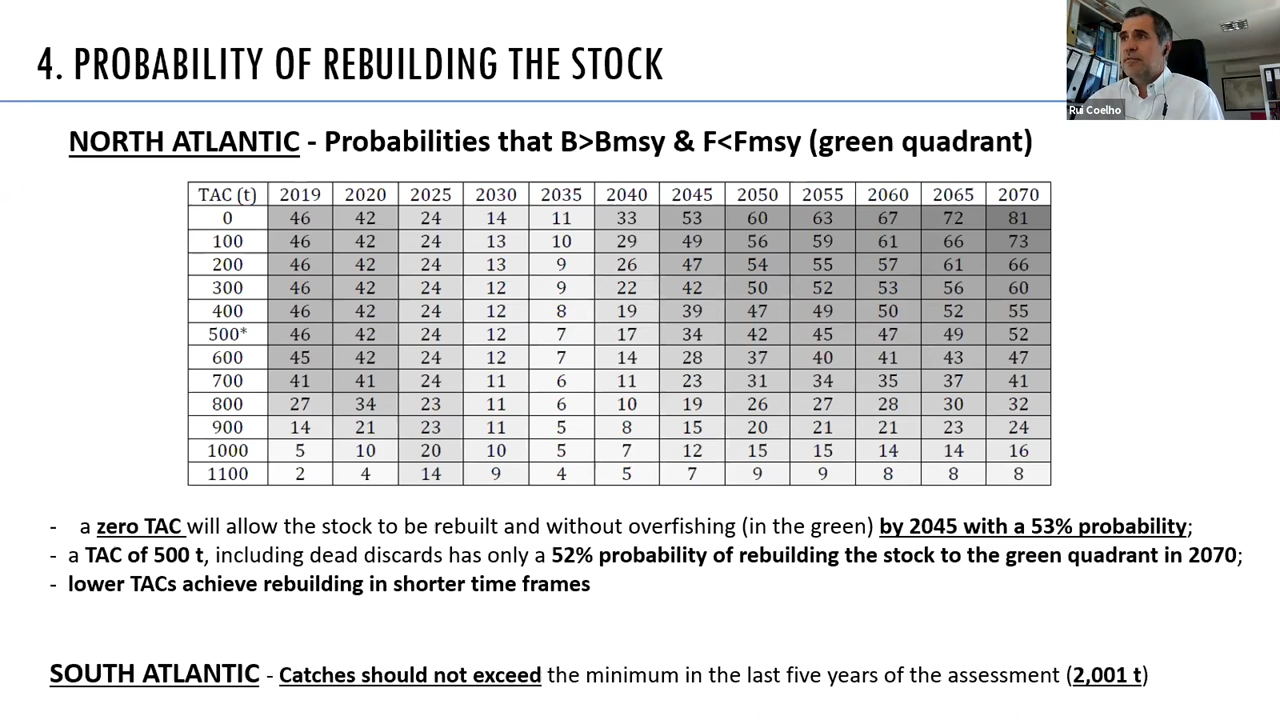 4. PROBABILITY OF REBUILDING THE STOCK
Rui Coelho
NORTH ATLANTIC - Probabilities that B>Bmsy & F<Fmsy (green quadrant)
TAC (t) 2019 2020 2025 2030 2035 2040 2045 2050 2055 2060 2065 2070
0 46 42 24 14 11 33 53 60 63 67 72 81
100 46 42 24 13 10 29 49 56 59 61 66 73
200 46 42 24 13 9 26 47 54 55 57 61 66
300 46 42 24 12 9 22 42 50 52 53 56 60
400 46 42 24 12 8 19 39 47 49 50 52 55
500* 46 42 24 12 7 17 34 42 45 47 49 52
600 45 42 24 12 7 14 28 37 40 41 43 47
700 41 41 24 11 6 11 23 31 34 35 37 41
800 27 34 23 11 6 10 19 26 27 28 30 32
900 14 21 23 11 5 8 15 20 21 21 23 24
1000 5 10 20 10 5 7 12 15 15 14 14 16
1100 2 4 14 9 4 5 7 9 9 8 8 8
- a zero TAC will allow the stock to be rebuilt and without overfishing (in the green) by 2045 with a 53% probability;
- a TAC of 500 t, including dead discards has only a 52% probability of rebuilding the stock to the green quadrant in 2070;
- lower TACs achieve rebuilding in shorter time frames
SOUTH ATLANTIC - Catches should not exceed the minimum in the last five years of the assessment (2,001 t)